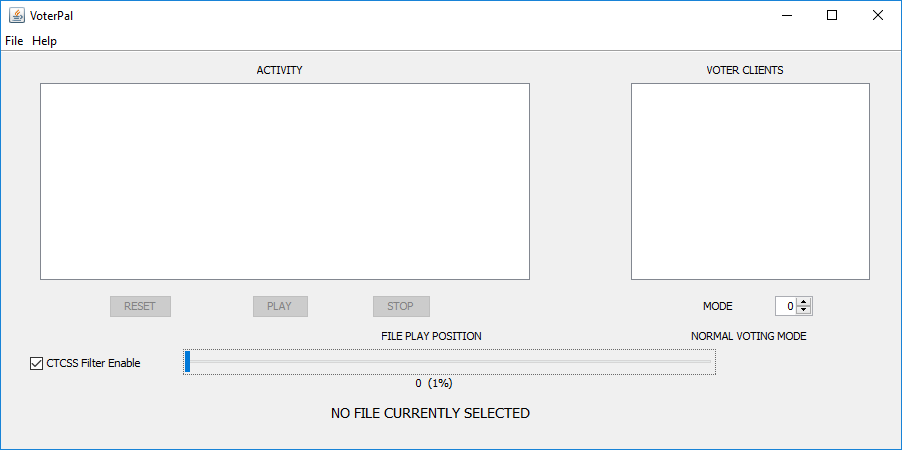 VoterPal
File Help
ACTIVITY
VOTER CLIENTS
RESET
PLAY
STOP
MODE
0
FILE PLAY POSITION
NORMAL VOTING MODE
CTCSS Filter Enable
0 (1%)
NO FILE CURRENTLY SELECTED